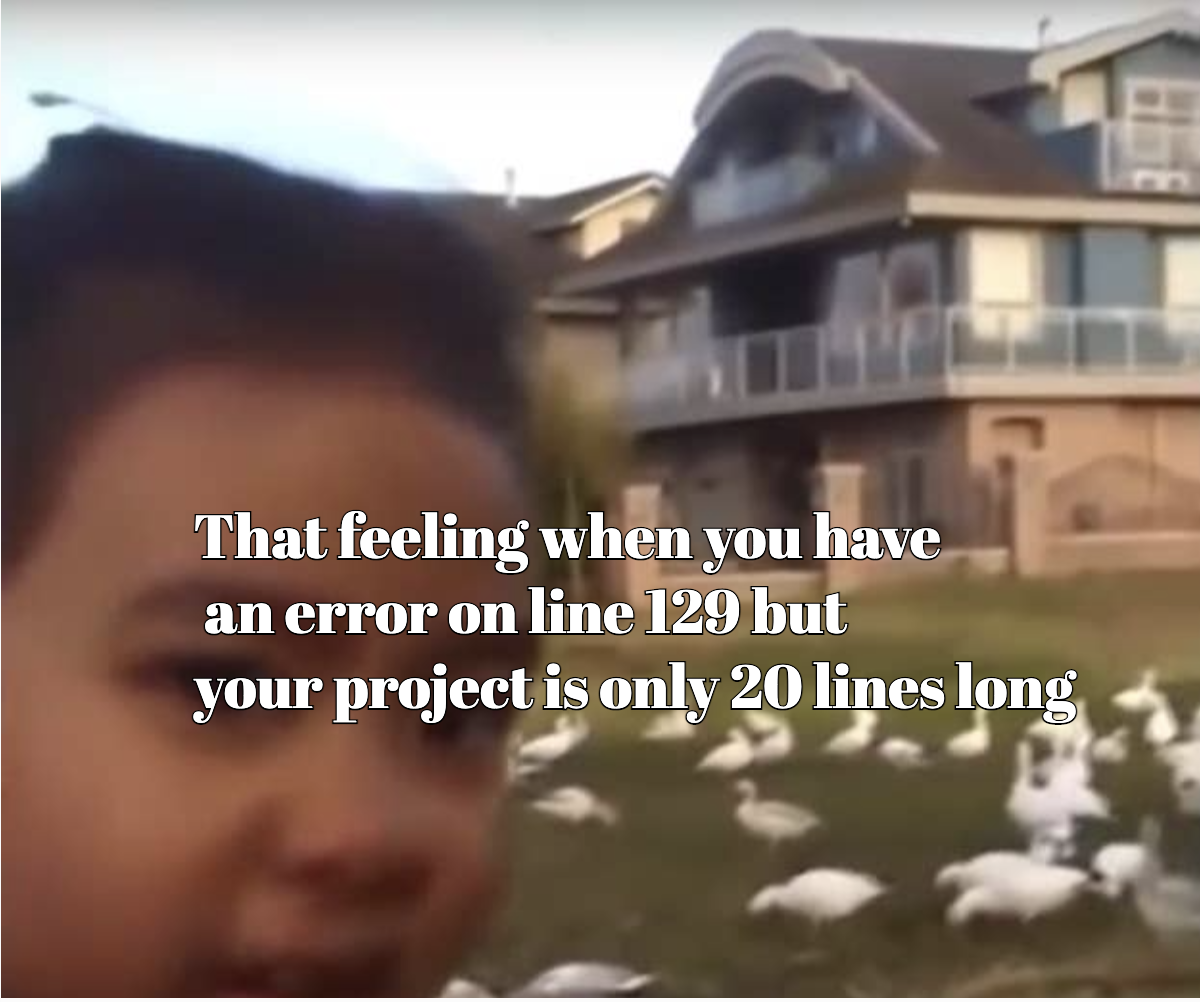 That feeling when you have
an error on line 129 but
your project is only 20 lines long